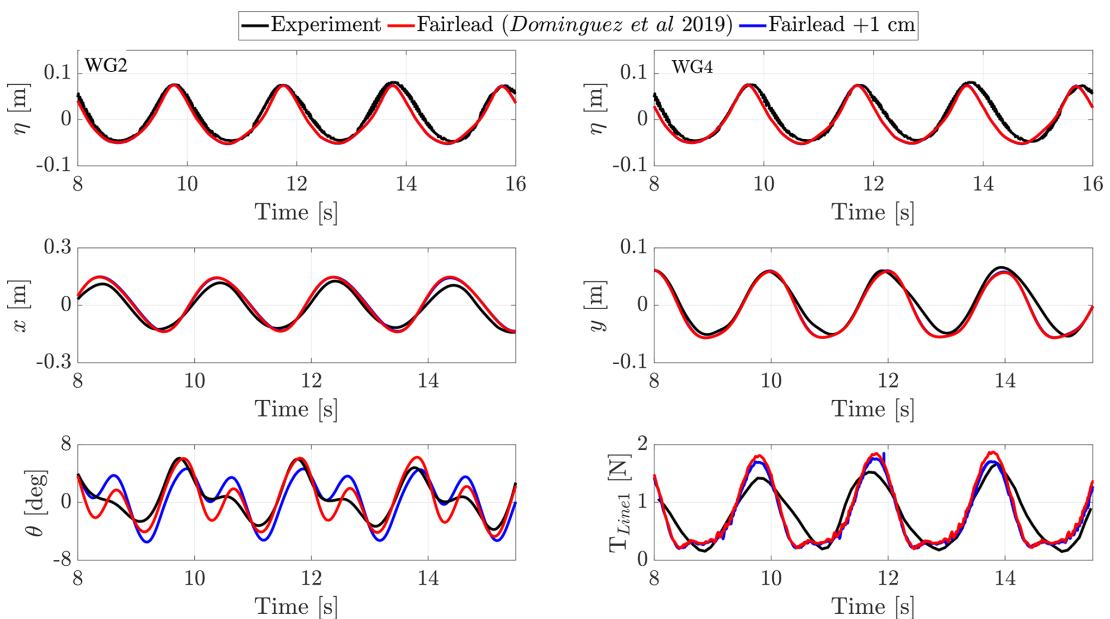 Experiment Fairlead (Dominguez et al 2019) Fairlead +1 cm
WG2
0.1
0
-0.1
η [m]
8 10 12 14 16
Time [s]
WG4
0.1
0
-0.1
η [m]
8 10 12 14 16
Time [s]
0.3
0
-0.3
x [m]
8 10 12 14
Time [s]
0.1
0
-0.1
y [m]
8 10 12 14
Time [s]
8
0
-8
θ [deg]
8 10 12 14
Time [s]
2
1
0
T_Line1 [N]
8 10 12 14
Time [s]